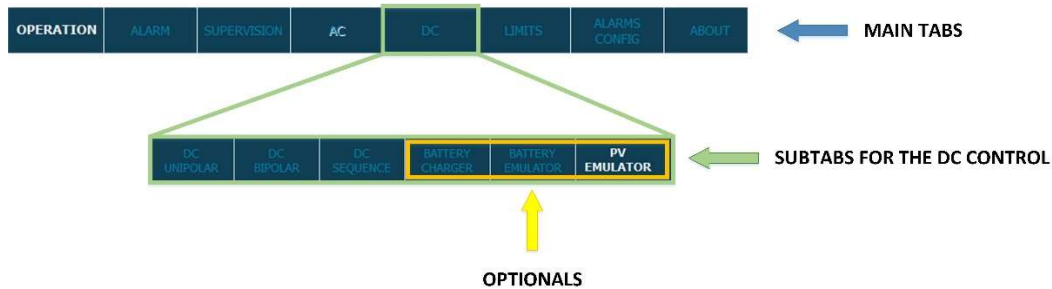 OPERATION ALARM SUPERVISION AC DC LIMITS ALARMS CONFIG ABOUT
MAIN TABS
DC UNIPOLAR DC BIPOLAR DC SEQUENCE BATTERY CHARGER BATTERY EMULATOR PV EMULATOR
SUBTABS FOR THE DC CONTROL
OPTIONALS